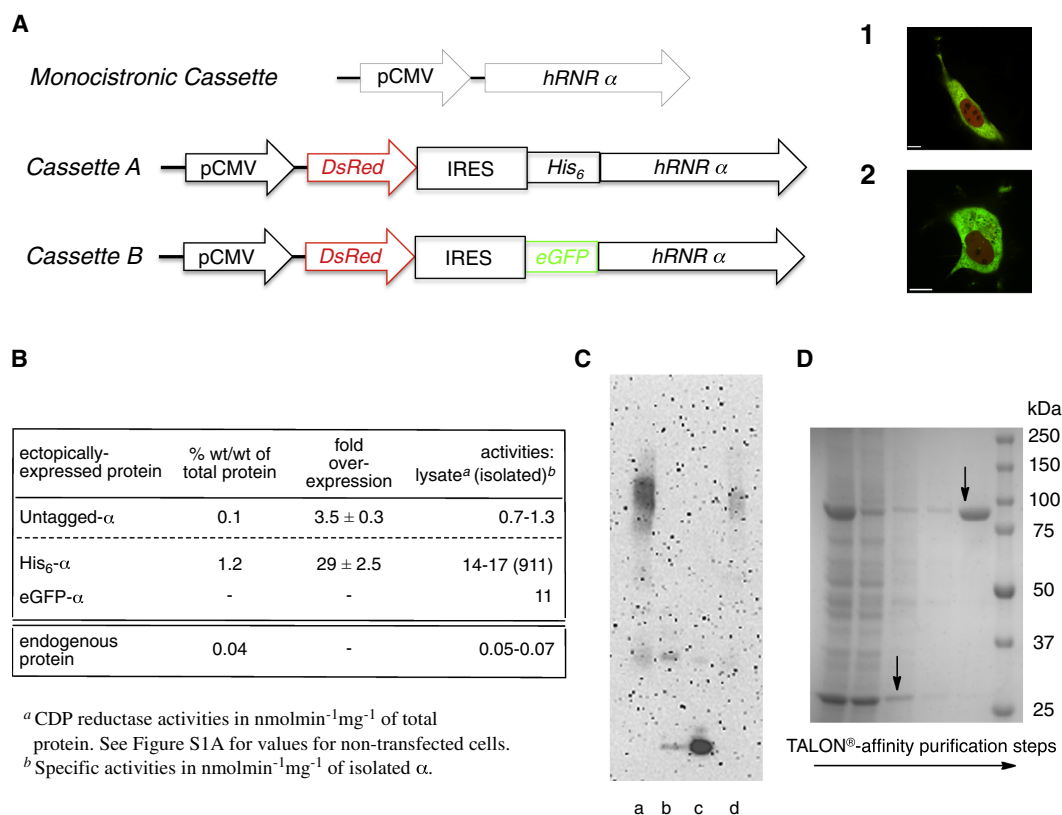 A
Monocistronic Cassette
pCMV
hRNR α
Cassette A
pCMV
DsRed
IRES
His6
hRNR α
Cassette B
pCMV
DsRed
IRES
eGFP
hRNR α
1
2
B
ectopically-expressed protein % wt/wt of total protein fold over-expression activities: lysate^a (isolated)^b
Untagged-α 0.1 3.5 ± 0.3 0.7-1.3
His6-α 1.2 29 ± 2.5 14-17 (911)
eGFP-α - - 11
endogenous protein 0.04 - 0.05-0.07
a CDP reductase activities in nmolmin-1mg-1 of total
protein. See Figure S1A for values for non-transfected cells.
b Specific activities in nmolmin-1mg-1 of isolated α.
C
a b c d
D
kDa
250
150
100
75
50
37
25
TALON®-affinity purification steps